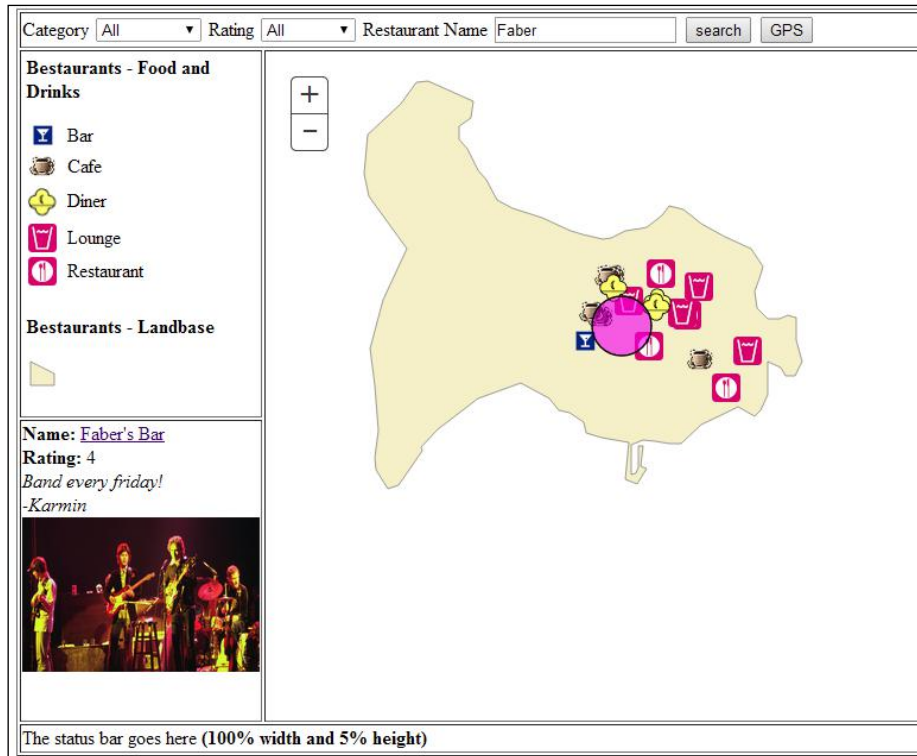 Category All Rating All Restaurant Name Faber search GPS
Bestaurants - Food and
Drinks
Bar
Cafe
Diner
Lounge
Restaurant
Bestaurants - Landbase
Name: Faber's Bar
Rating: 4
Band every friday!
-Karmin
+
−
The status bar goes here (100% width and 5% height)